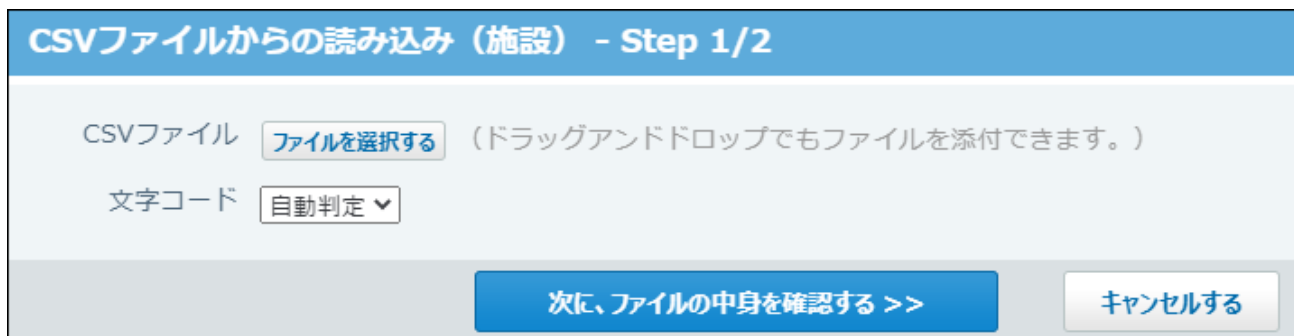 CSVファイルからの読み込み（施設） - Step 1/2
CSVファイル ファイルを選択する （ドラッグアンドドロップでもファイルを添付できます。）
文字コード 自動判定
次に、ファイルの中身を確認する >> キャンセルする